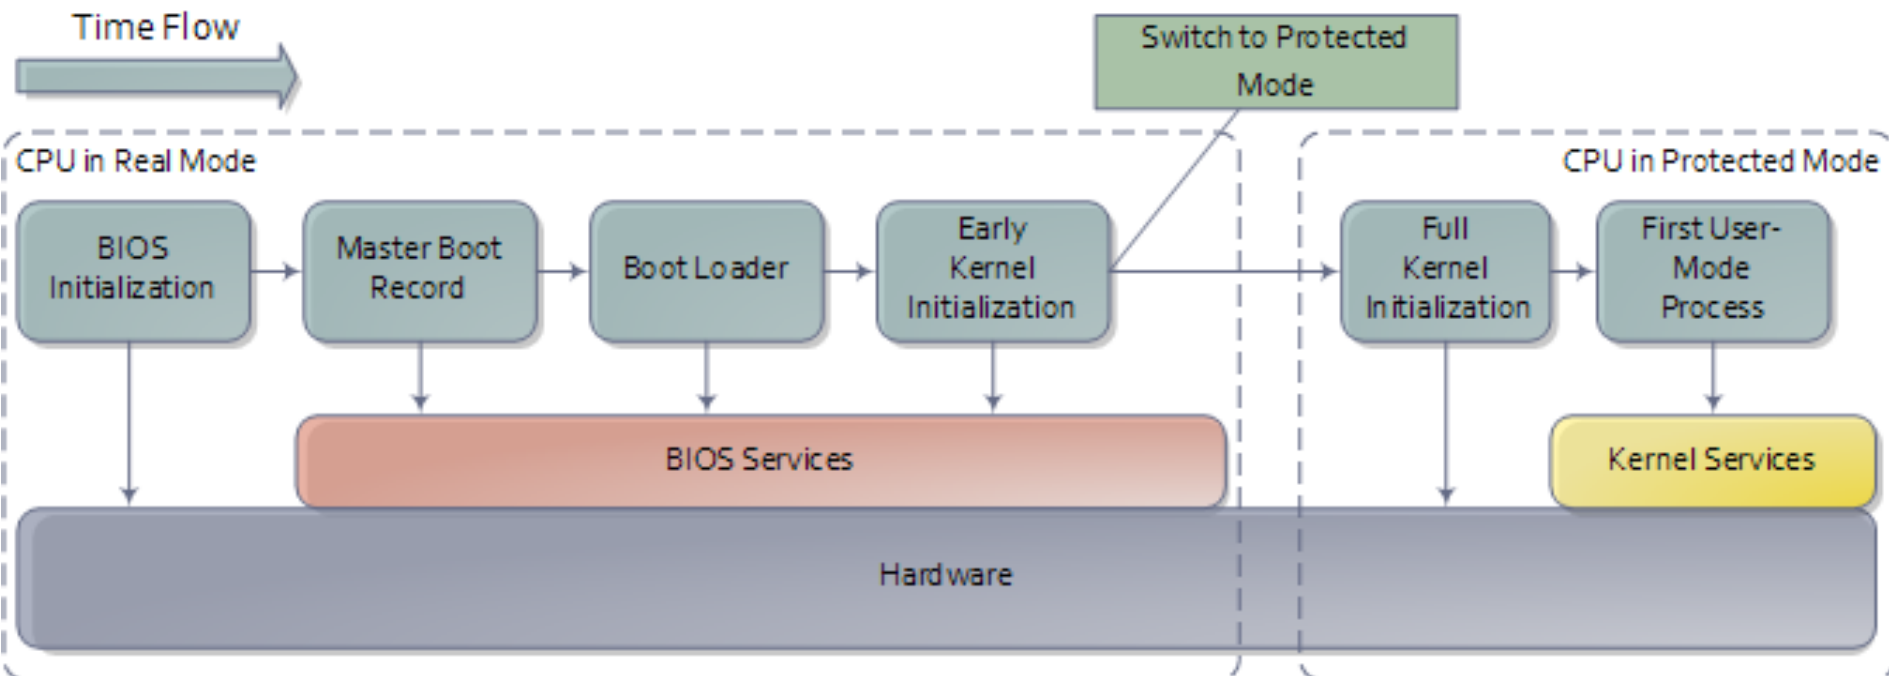 Time Flow
Switch to Protected
Mode
CPU in Real Mode
CPU in Protected Mode
BIOS
Initialization
Master Boot
Record
Boot Loader
Early
Kernel
Initialization
Full
Kernel
Initialization
First User-
Mode
Process
BIOS Services
Kernel Services
Hardware